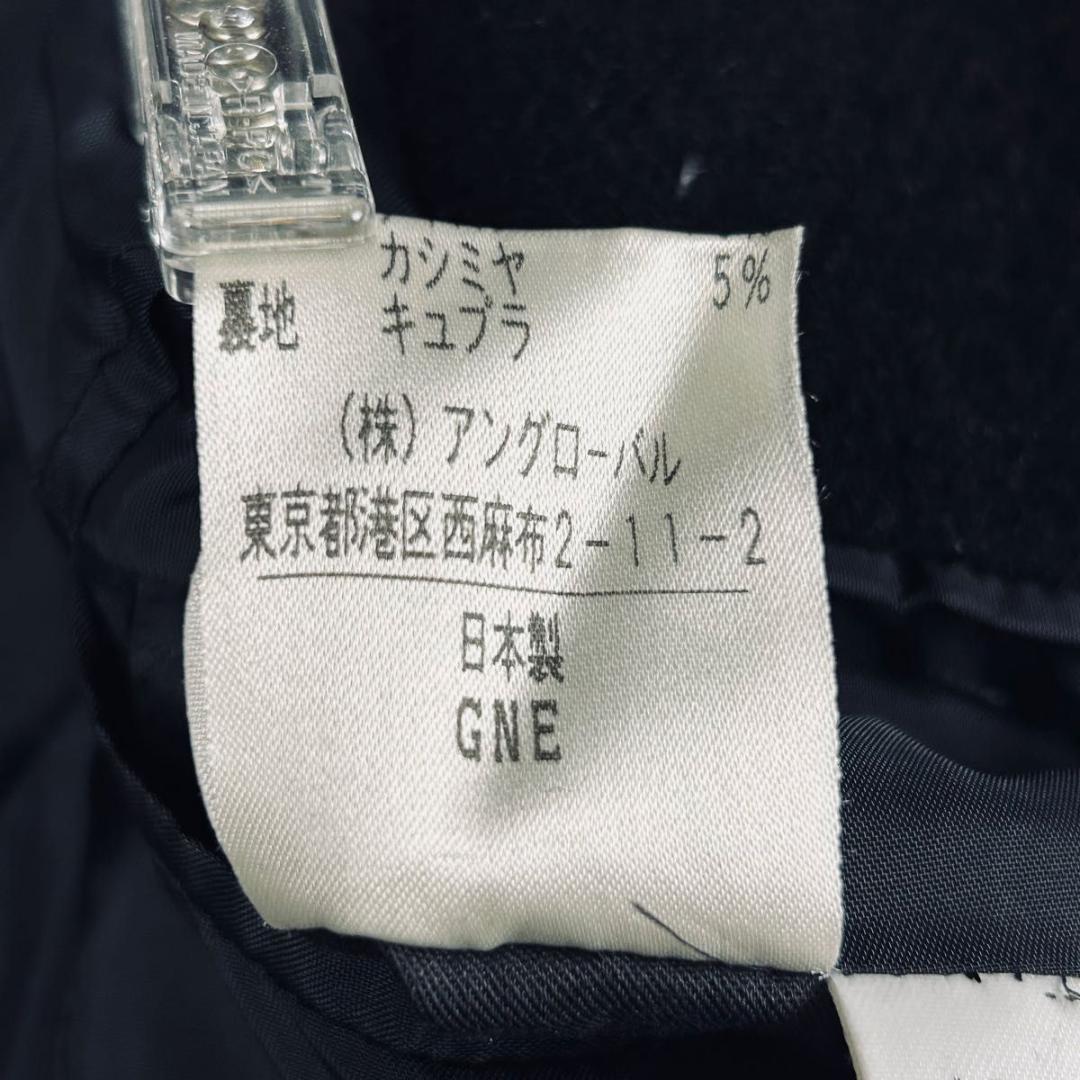 カシミヤ 5%
裏地 キュプラ
(株)アングローバル
東京都港区西麻布2-11-2
日本製
GNE